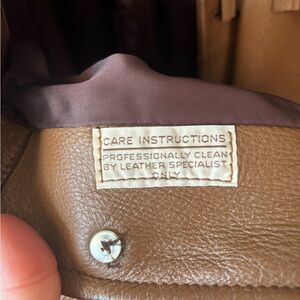 CARE INSTRUCTIONS
PROFESSIONALLY CLEAN
BY LEATHER SPECIALIST
ONLY